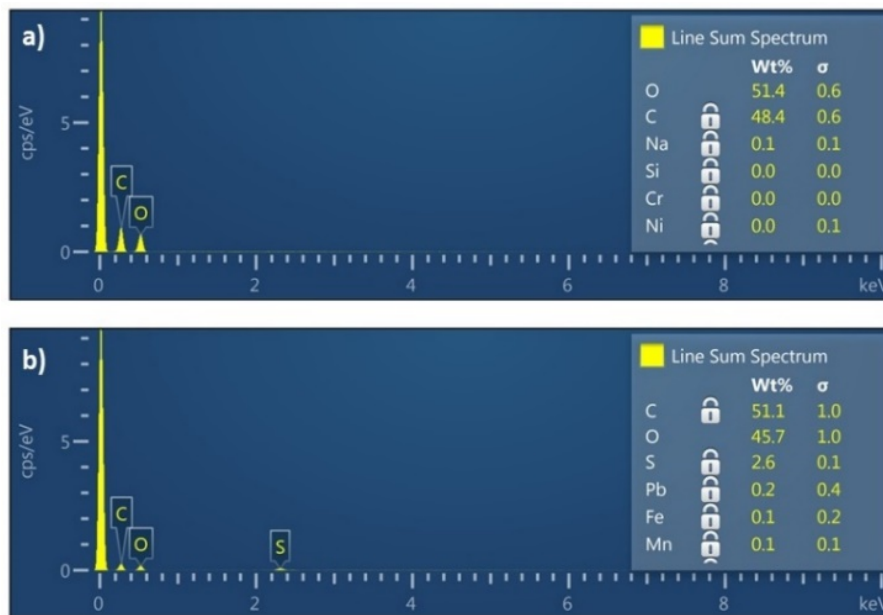 a)
cps/eV
5
0
C
O
0
2
4
6
8
keV
Line Sum Spectrum
Wt% σ
O 51.4 0.6
C 48.4 0.6
Na 0.1 0.1
Si 0.0 0.0
Cr 0.0 0.0
Ni 0.0 0.1
b)
cps/eV
5
0
C
O
S
0
2
4
6
8
keV
Line Sum Spectrum
Wt% σ
C 51.1 1.0
O 45.7 1.0
S 2.6 0.1
Pb 0.2 0.4
Fe 0.1 0.2
Mn 0.1 0.1